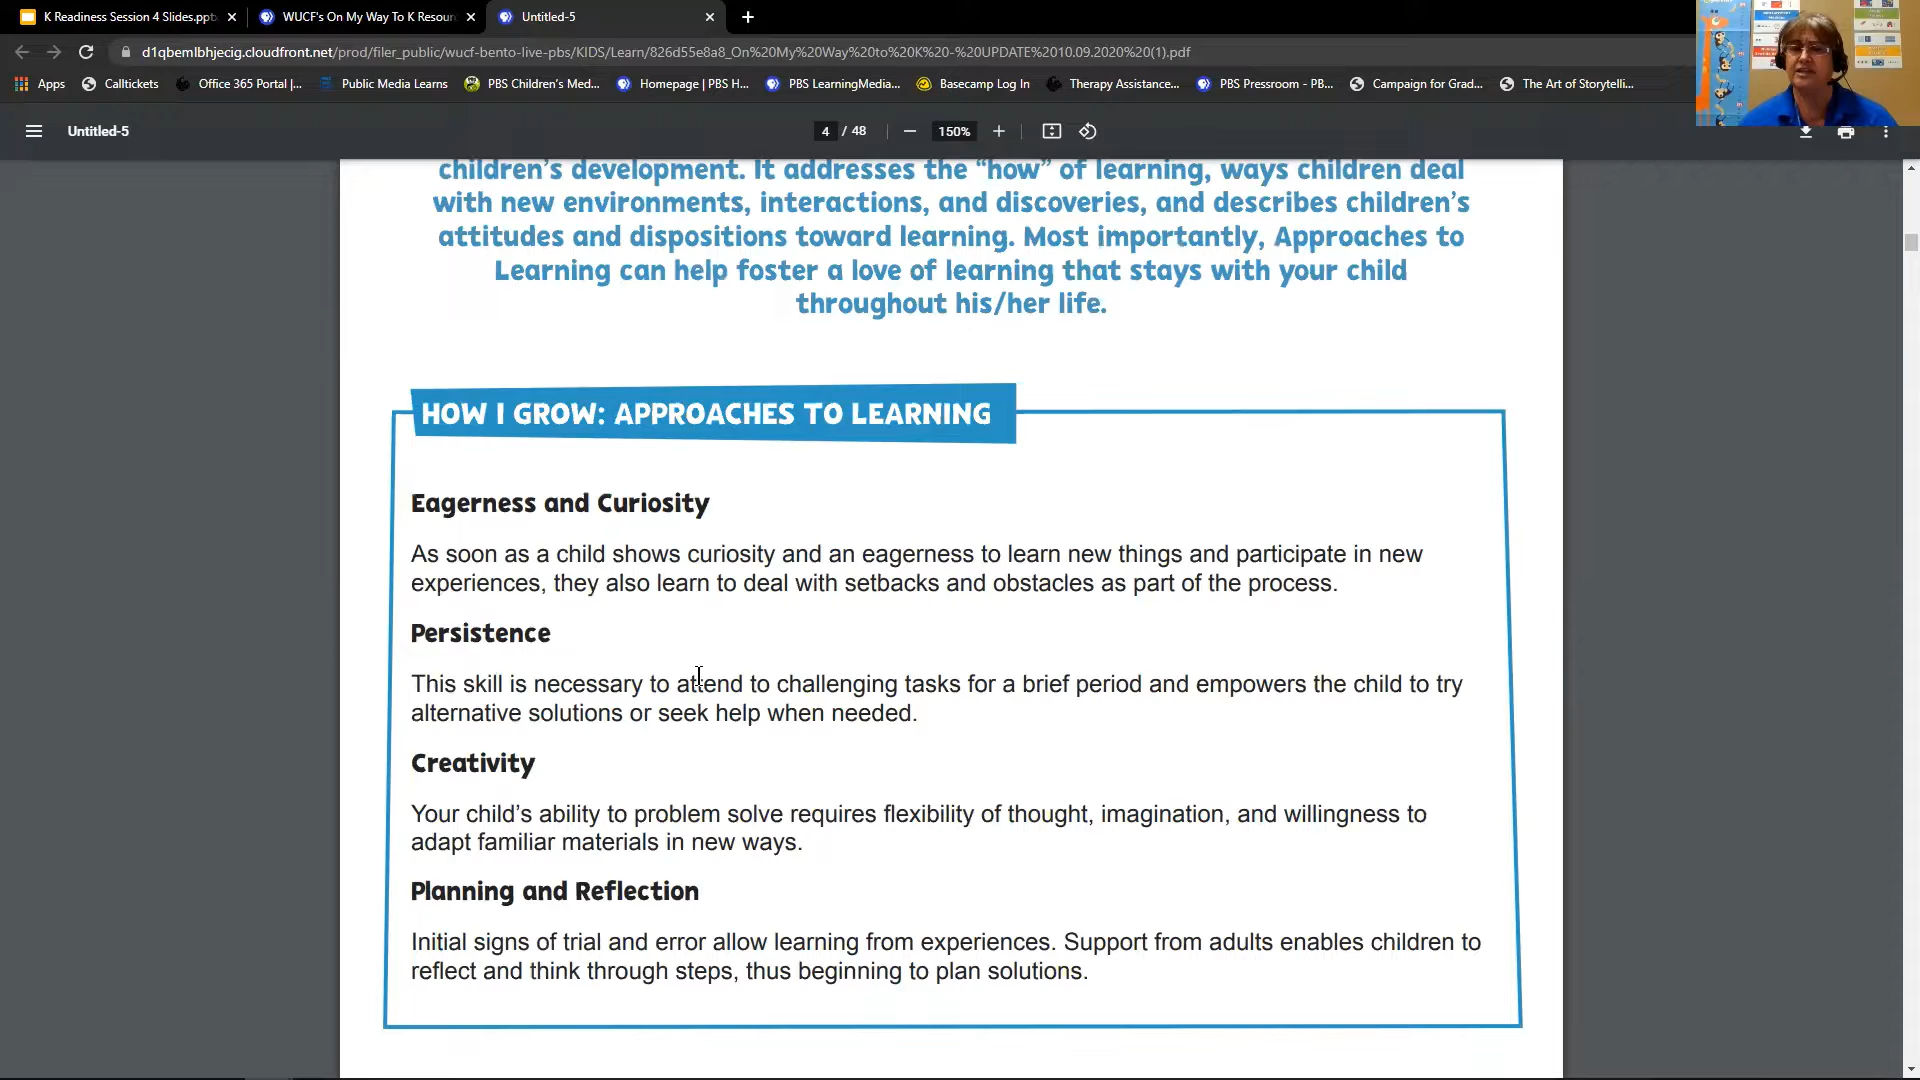 K Readiness Session 4 Slides.ppt
WUCF's On My Way To K Resour
Untitled-5
d1qbemlbhjecig.cloudfront.net/prod/filer_public/wucf-bento-live-pbs/KIDS/Learn/826d55e8a8_On%20My%20Way%20to%20K%20-%20UPDATE%2010.09.2020%20(1).pdf
Apps Calltickets Office 365 Portal |... Public Media Learns PBS Children's Med... Homepage | PBS H... PBS LearningMedia... Basecamp Log In Therapy Assistance... PBS Pressroom - PB... Campaign for Grad... The Art of Storytelli...
Untitled-5 4 / 48 150%
children's development. It addresses the “how” of learning, ways children deal
with new environments, interactions, and discoveries, and describes children's
attitudes and dispositions toward learning. Most importantly, Approaches to
Learning can help foster a love of learning that stays with your child
throughout his/her life.
HOW I GROW: APPROACHES TO LEARNING
Eagerness and Curiosity
As soon as a child shows curiosity and an eagerness to learn new things and participate in new
experiences, they also learn to deal with setbacks and obstacles as part of the process.
Persistence
This skill is necessary to attend to challenging tasks for a brief period and empowers the child to try
alternative solutions or seek help when needed.
Creativity
Your child's ability to problem solve requires flexibility of thought, imagination, and willingness to
adapt familiar materials in new ways.
Planning and Reflection
Initial signs of trial and error allow learning from experiences. Support from adults enables children to
reflect and think through steps, thus beginning to plan solutions.